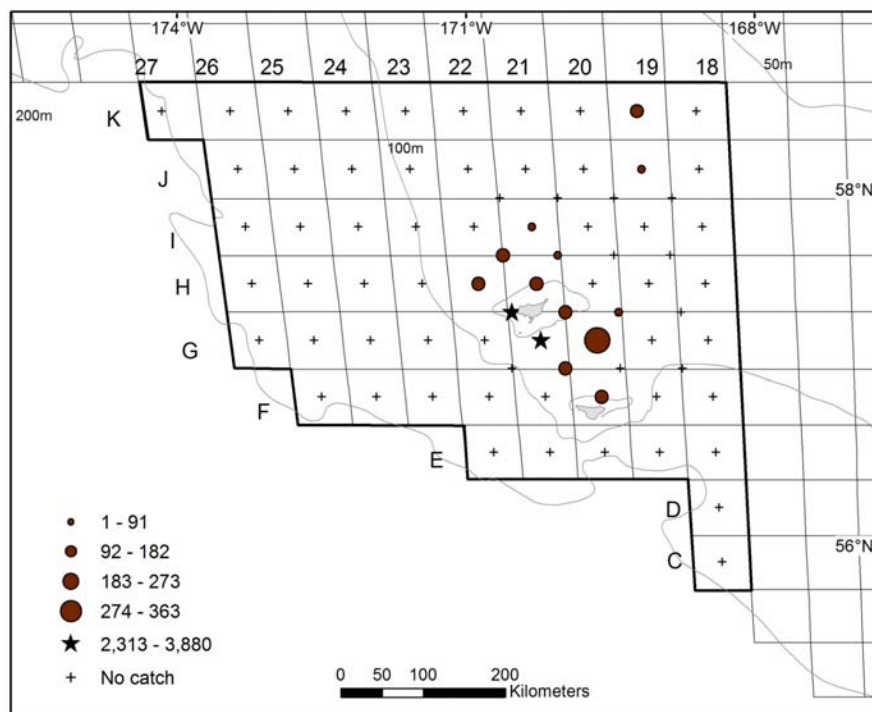 174°W 171°W 168°W
27 26 25 24 23 22 21 20 19 18 50m
200m K
100m
J 58°N
I
H
G
F
E
D
56°N
C
1 - 91
92 - 182
183 - 273
274 - 363
2,313 - 3,880
No catch
0 50 100 200
Kilometers